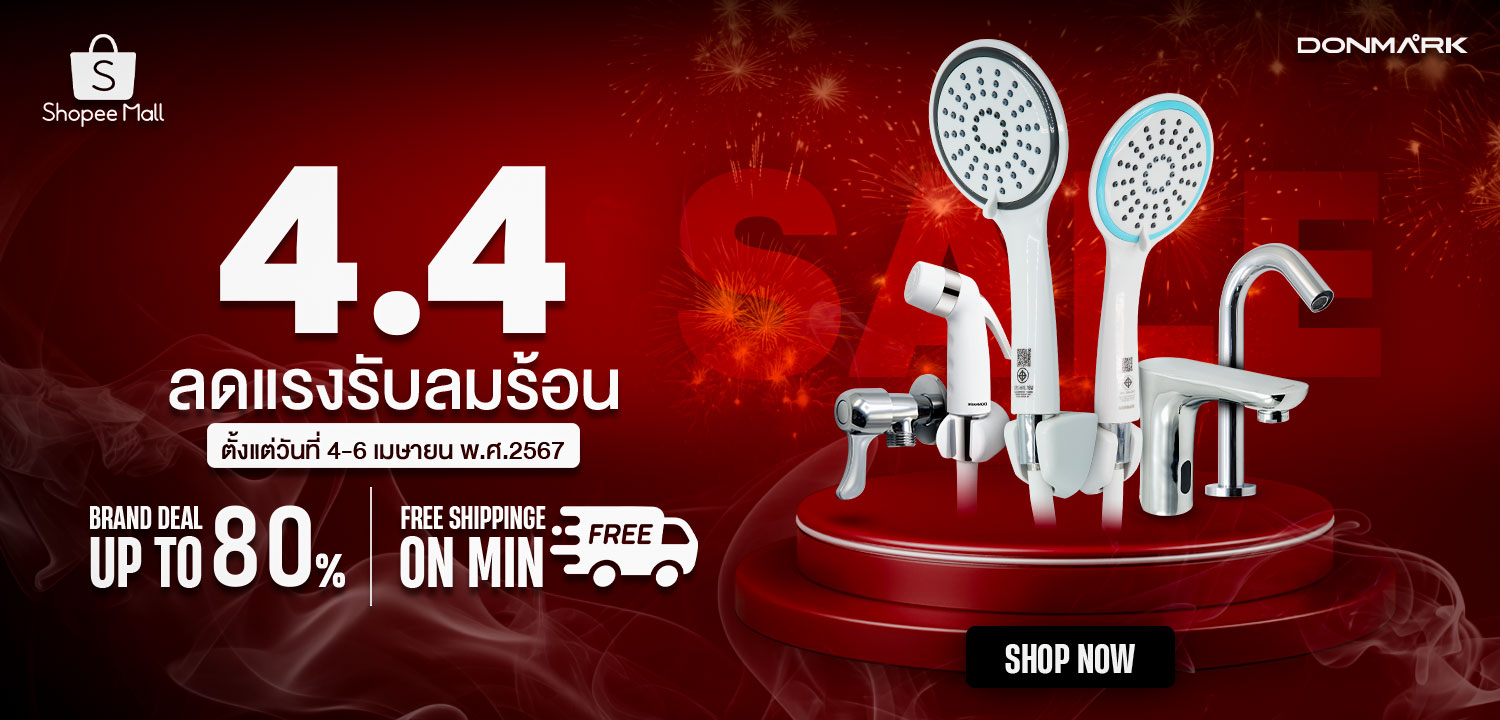 S
Shopee Mall
DONMARK
SALE
4.4
ลดแรงรับลมร้อน
ตั้งแต่วันที่ 4-6 เมษายน พ.ศ.2567
BRAND DEAL
UP TO 80%
FREE SHIPPINGE
ON MIN
FREE
SHOP NOW